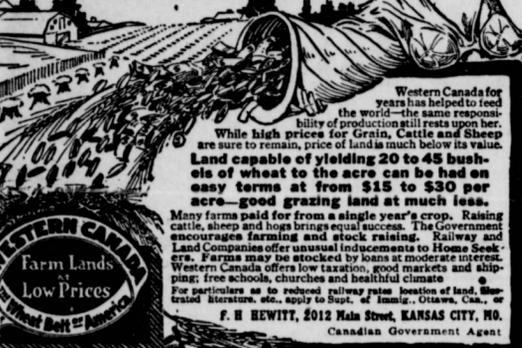 Western Canada for
years has helped to feed
the world—the same responsi-
bility of production still rests upon her.
While high prices for Grain, Cattle and Sheep
are sure to remain, price of land is much below its value.
Land capable of yielding 20 to 45 bush-
els of wheat to the acre can be had on
easy terms at from $15 to $30 per
acre—good grazing land at much less.
Many farms paid for from a single year's crop. Raising
cattle, sheep and hogs brings equal success. The Government
encourages farming and stock raising. Railway and
Land Companies offer unusual inducements to Home Seek-
ers. Farms may be stocked by loans at moderate interest.
Western Canada offers low taxation, good markets and ship-
ping; free schools, churches and healthful climate
For particulars as to reduced railway rates location of land, illus-
trated literature, etc., apply to Supt. of Immig., Ottawa, Can., or
F. H HEWITT, 2012 Main Street, KANSAS CITY, MO.
Canadian Government Agent
WESTERN CANADA
Farm Lands
at
Low Prices
The Wheat Belt of America